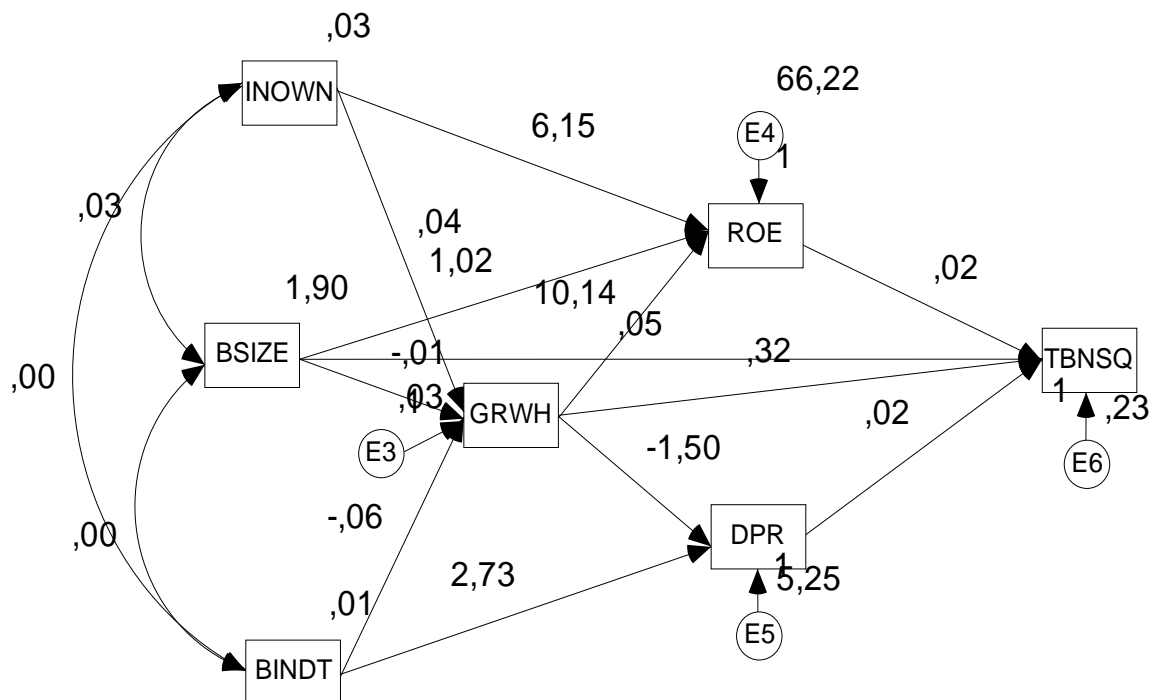 ,03
INOWN
66,22
6,15
E4
1
,03
,04
ROE
1,02
,02
1,90
10,14
,05
BSIZE
-,01
,32
TBNSQ
,00
,03
1
1
,23
GRWH
,02
E3
-1,50
E6
-,06
,00
DPR
2,73
1
5,25
,01
E5
BINDT